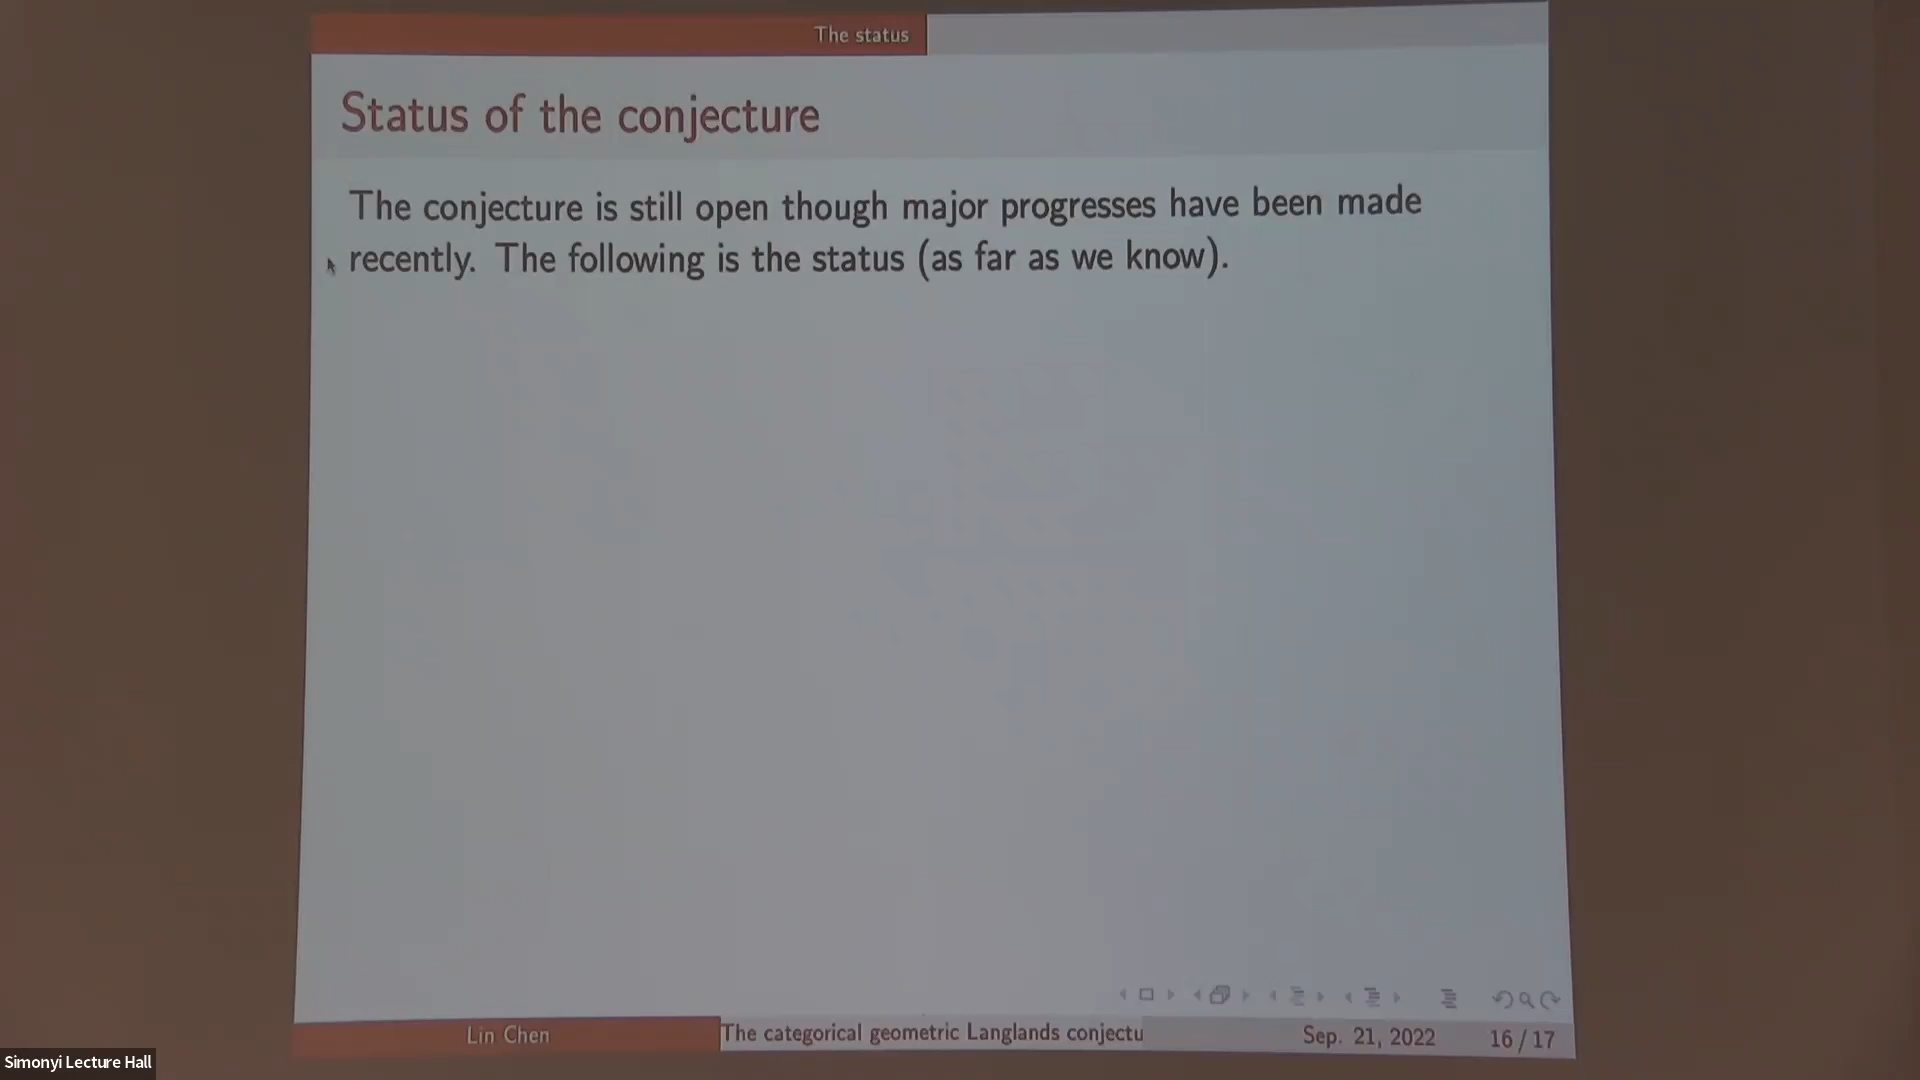 The status
Status of the conjecture
The conjecture is still open though major progresses have been made
recently. The following is the status (as far as we know).
Lin Chen
The categorical geometric Langlands conjectu
Sep. 21, 2022
16 / 17
Simonyi Lecture Hall